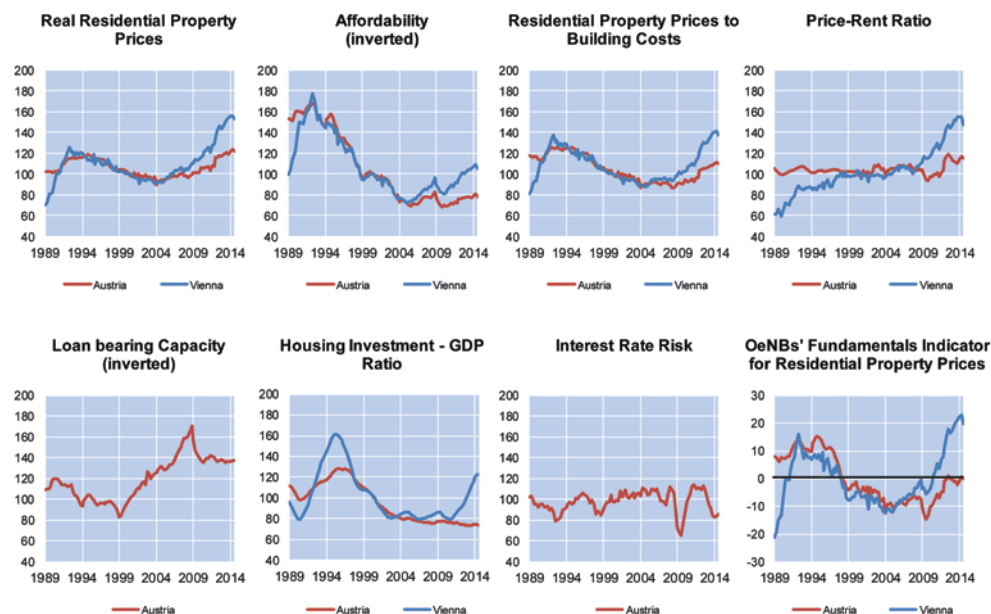 Real Residential Property
Prices
Affordability
(inverted)
Residential Property Prices to
Building Costs
Price-Rent Ratio
200
180
160
140
120
100
80
60
40
1989 1994 1999 2004 2009 2014
Austria Vienna
200
180
160
140
120
100
80
60
40
1989 1994 1999 2004 2009 2014
Austria Vienna
200
180
160
140
120
100
80
60
40
1989 1994 1999 2004 2009 2014
Austria Vienna
200
180
160
140
120
100
80
60
40
1989 1994 1999 2004 2009 2014
Austria Vienna
Loan bearing Capacity
(inverted)
Housing Investment - GDP
Ratio
Interest Rate Risk
OeNBs' Fundamentals Indicator
for Residential Property Prices
200
180
160
140
120
100
80
60
40
1989 1994 1999 2004 2009 2014
Austria
200
180
160
140
120
100
80
60
40
1989 1994 1999 2004 2009 2014
Austria Vienna
200
180
160
140
120
100
80
60
40
1989 1994 1999 2004 2009 2014
Austria
30
20
10
0
-10
-20
-30
1989 1994 1999 2004 2009 2014
Austria Vienna